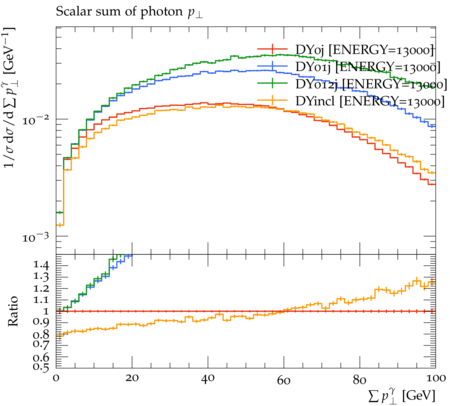 Scalar sum of photon p⊥
1/σ dσ/d∑p⊥^γ [GeV⁻¹]
DY0j [ENERGY=13000]
DY01j [ENERGY=13000]
DY012j [ENERGY=13000]
DYincl [ENERGY=13000]
10⁻²
10⁻³
Ratio
1.4
1.3
1.2
1.1
1
0.9
0.8
0.7
0.6
0.5
0 20 40 60 80 100
∑p⊥^γ [GeV]